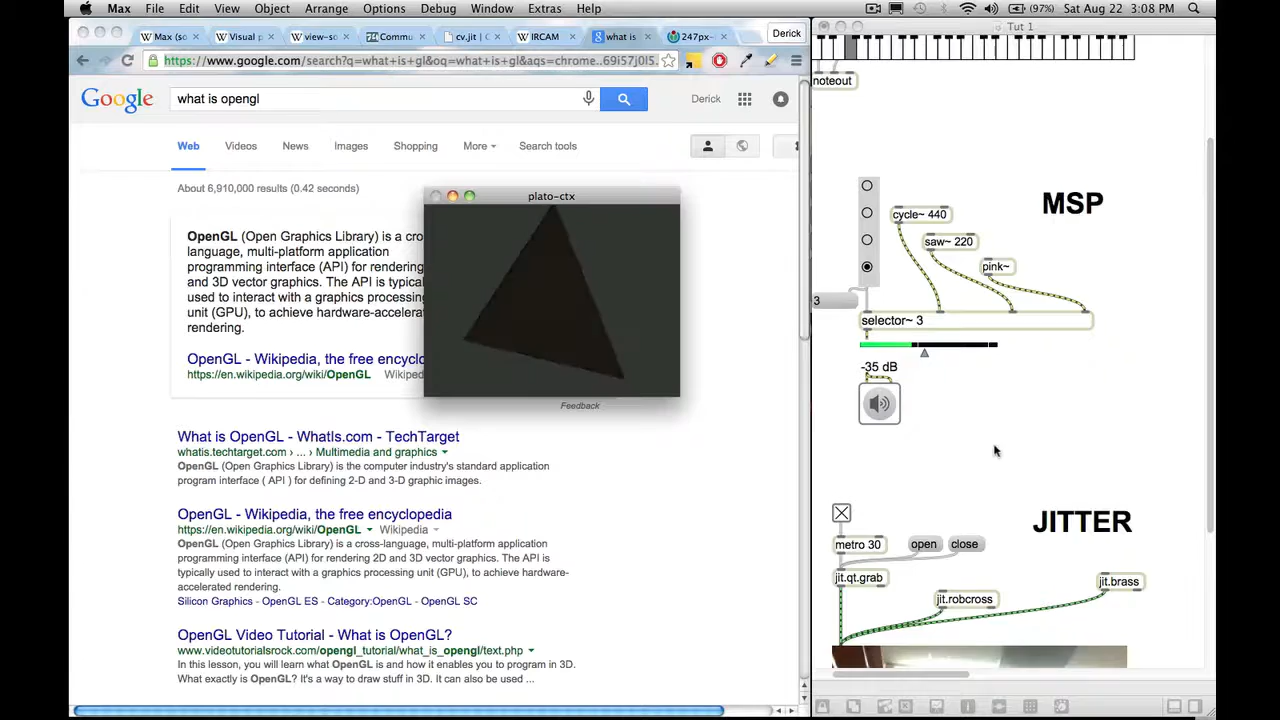 Max File Edit View Object Arrange Options Debug Window Extras Help (97%) Sat Aug 22 3:08 PM
Max (so
Visual p
view-so
Commu
cv.jit | C
IRCAM
what is
247px-
Derick
https://www.google.com/search?q=what+is+gl&oq=what+is+gl&aqs=chrome..69i57j0l5.
Google
what is opengl
Derick
Web Videos News Images Shopping More Search tools
About 6,910,000 results (0.42 seconds)
OpenGL (Open Graphics Library) is a cro
language, multi-platform application
programming interface (API) for rendering
and 3D vector graphics. The API is typical
used to interact with a graphics processing
unit (GPU), to achieve hardware-accelera
rendering.
OpenGL - Wikipedia, the free encyclo
https://en.wikipedia.org/wiki/OpenGL Wikiped
Feedback
plato-ctx
What is OpenGL - WhatIs.com - TechTarget
whatis.techtarget.com › ... › Multimedia and graphics
OpenGL (Open Graphics Library) is the computer industry's standard application
program interface ( API ) for defining 2-D and 3-D graphic images.
OpenGL - Wikipedia, the free encyclopedia
https://en.wikipedia.org/wiki/OpenGL Wikipedia
OpenGL (Open Graphics Library) is a cross-language, multi-platform application
programming interface (API) for rendering 2D and 3D vector graphics. The API is
typically used to interact with a graphics processing unit (GPU), to achieve hardware-
accelerated rendering.
Silicon Graphics - OpenGL ES - Category:OpenGL - OpenGL SC
OpenGL Video Tutorial - What is OpenGL?
www.videotutorialsrock.com/opengl_tutorial/what_is_opengl/text.php
In this lesson, you will learn what OpenGL is and how it enables you to program in 3D.
What exactly is OpenGL? It's a way to draw stuff in 3D. It can also be used ...
Tut 1
noteout
MSP
cycle~ 440
saw~ 220
pink~
3
selector~ 3
-35 dB
JITTER
metro 30
open
close
jit.qt.grab
jit.brass
jit.robcross